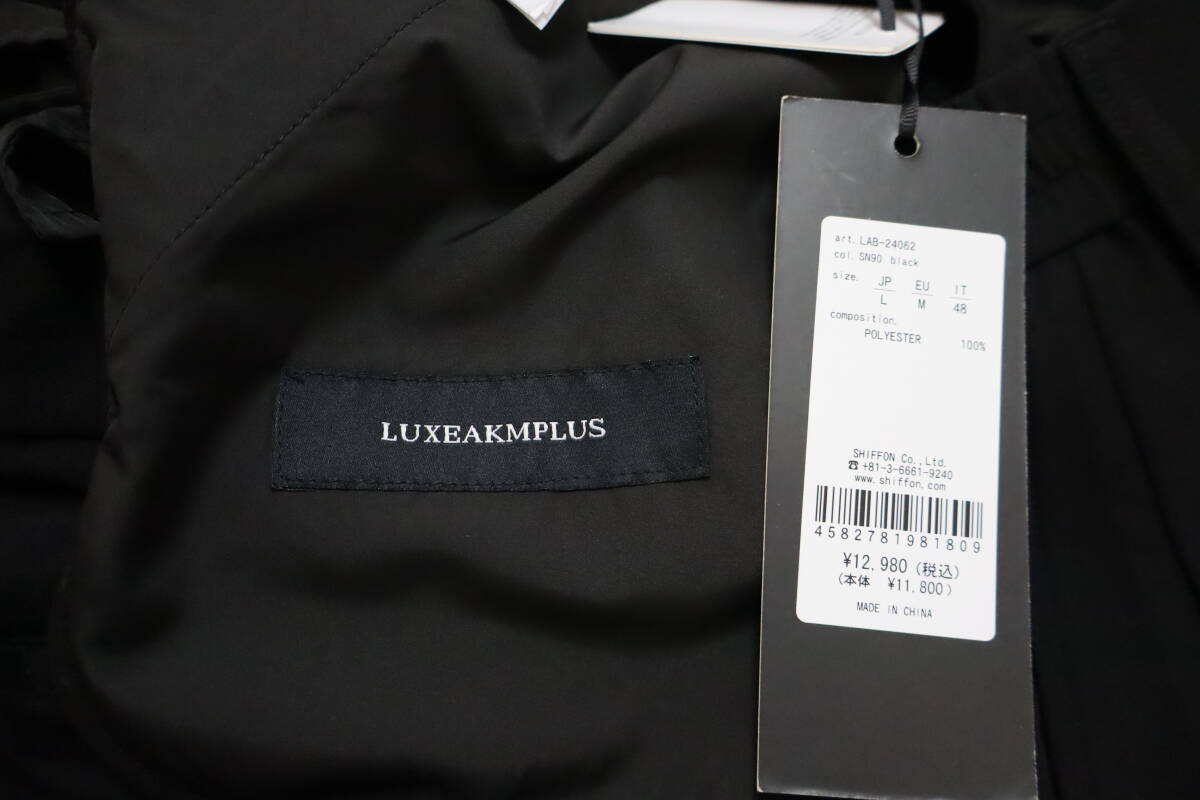 LUXEAKMPLUS
art. LAB-24062
col. SN90 black
size. JP EU IT
L M 48
composition.
POLYESTER 100%
SHIFFON Co.,Ltd.
☎+81-3-6661-9240
www.shiffon.com
4582781981809
¥12,980 (税込)
(本体 ¥11,800)
MADE IN CHINA